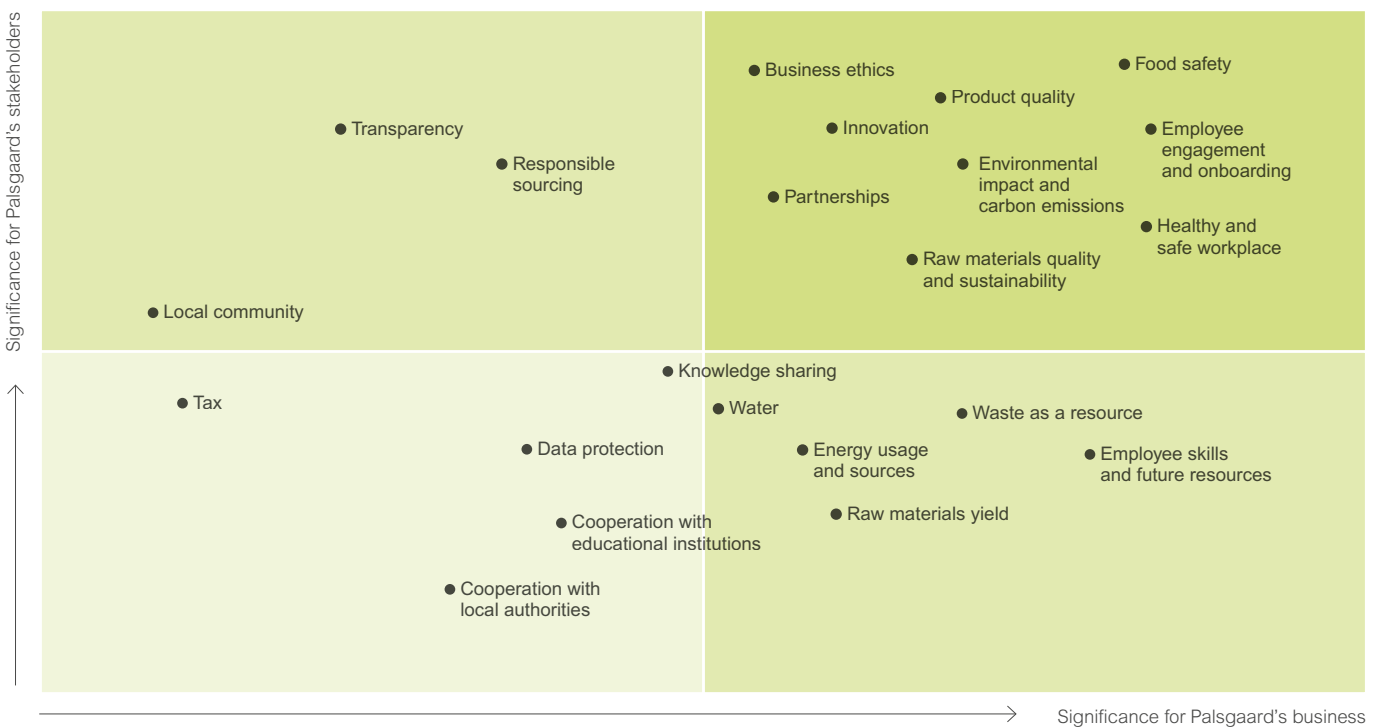 Significance for Palsgaard's stakeholders
Business ethics
Food safety
Product quality
Transparency
Innovation
Employee
engagement
and onboarding
Responsible
sourcing
Environmental
impact and
carbon emissions
Partnerships
Healthy and
safe workplace
Raw materials quality
and sustainability
Local community
Knowledge sharing
Tax
Water
Waste as a resource
Data protection
Energy usage
and sources
Employee skills
and future resources
Raw materials yield
Cooperation with
educational institutions
Cooperation with
local authorities
Significance for Palsgaard's business